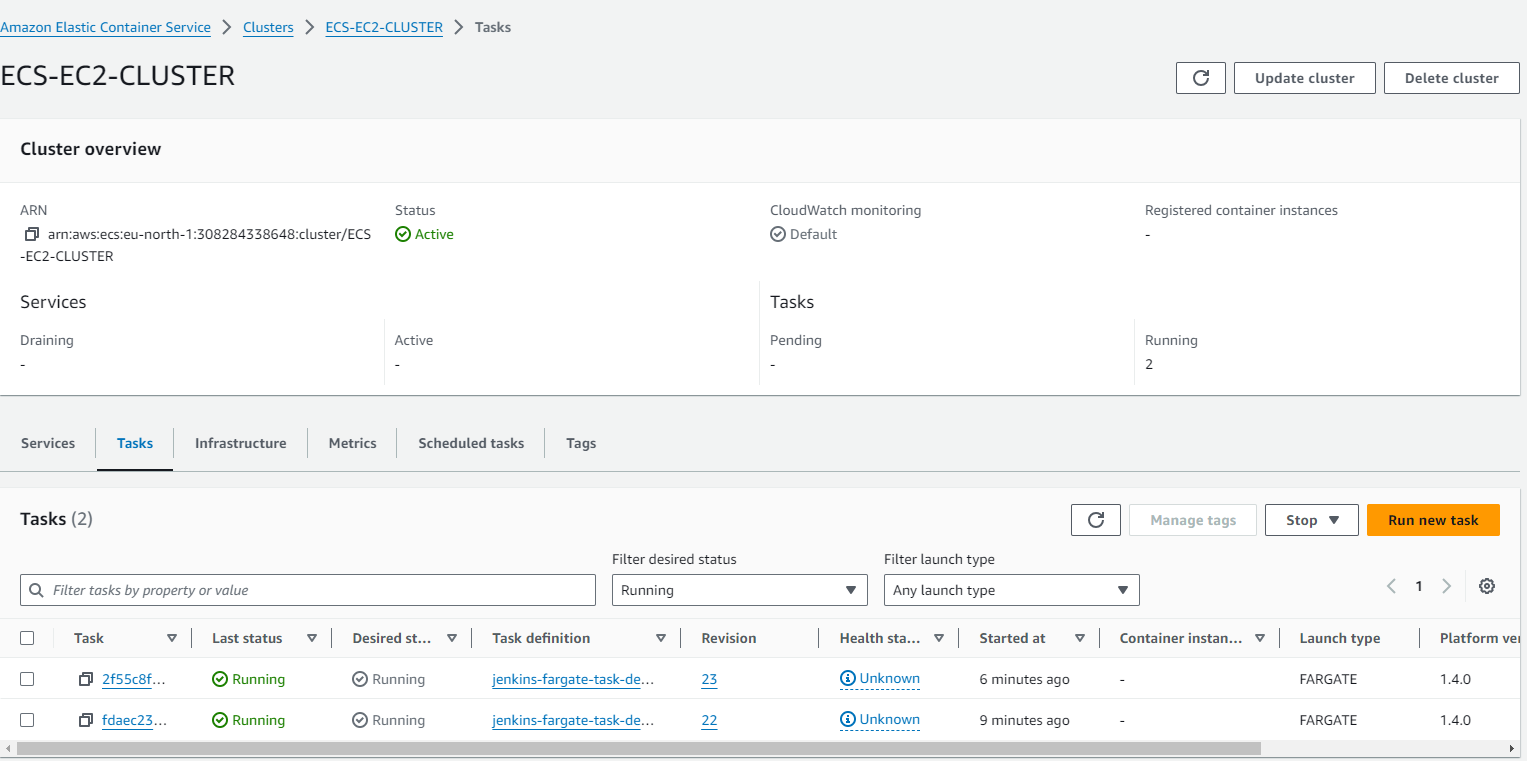 Amazon Elastic Container Service > Clusters > ECS-EC2-CLUSTER > Tasks
ECS-EC2-CLUSTER
Update cluster
Delete cluster
Cluster overview
ARN
Status
CloudWatch monitoring
Registered container instances
arn:aws:ecs:eu-north-1:308284338648:cluster/ECS
-EC2-CLUSTER
Active
Default
-
Services
Tasks
Draining
Active
Pending
Running
-
-
-
2
Services
Tasks
Infrastructure
Metrics
Scheduled tasks
Tags
Tasks (2)
Manage tags
Stop
Run new task
Filter desired status
Filter launch type
Filter tasks by property or value
Running
Any launch type
1
Task
Last status
Desired st...
Task definition
Revision
Health sta...
Started at
Container instan...
Launch type
Platform ver
2f55c8f...
Running
Running
jenkins-fargate-task-de...
23
Unknown
6 minutes ago
-
FARGATE
1.4.0
fdaec23...
Running
Running
jenkins-fargate-task-de...
22
Unknown
9 minutes ago
-
FARGATE
1.4.0